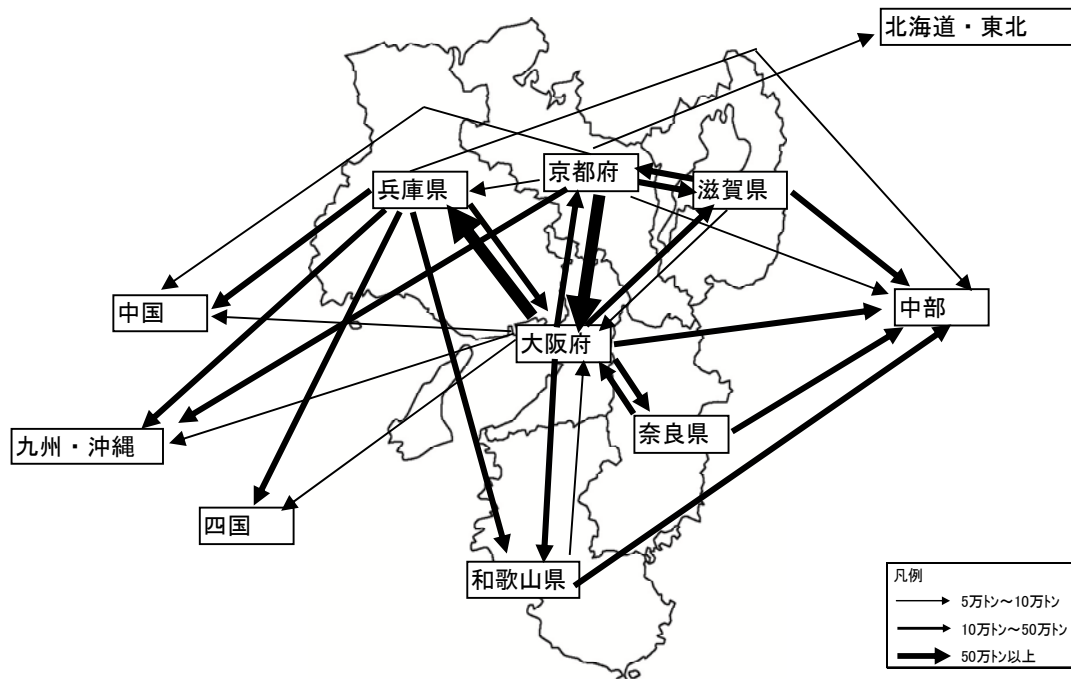 北海道・東北
京都府
兵庫県
滋賀県
中国
中部
大阪府
奈良県
九州・沖縄
四国
和歌山県
凡例
5万ﾄﾝ～10万ﾄﾝ
10万ﾄﾝ～50万ﾄﾝ
50万ﾄﾝ以上